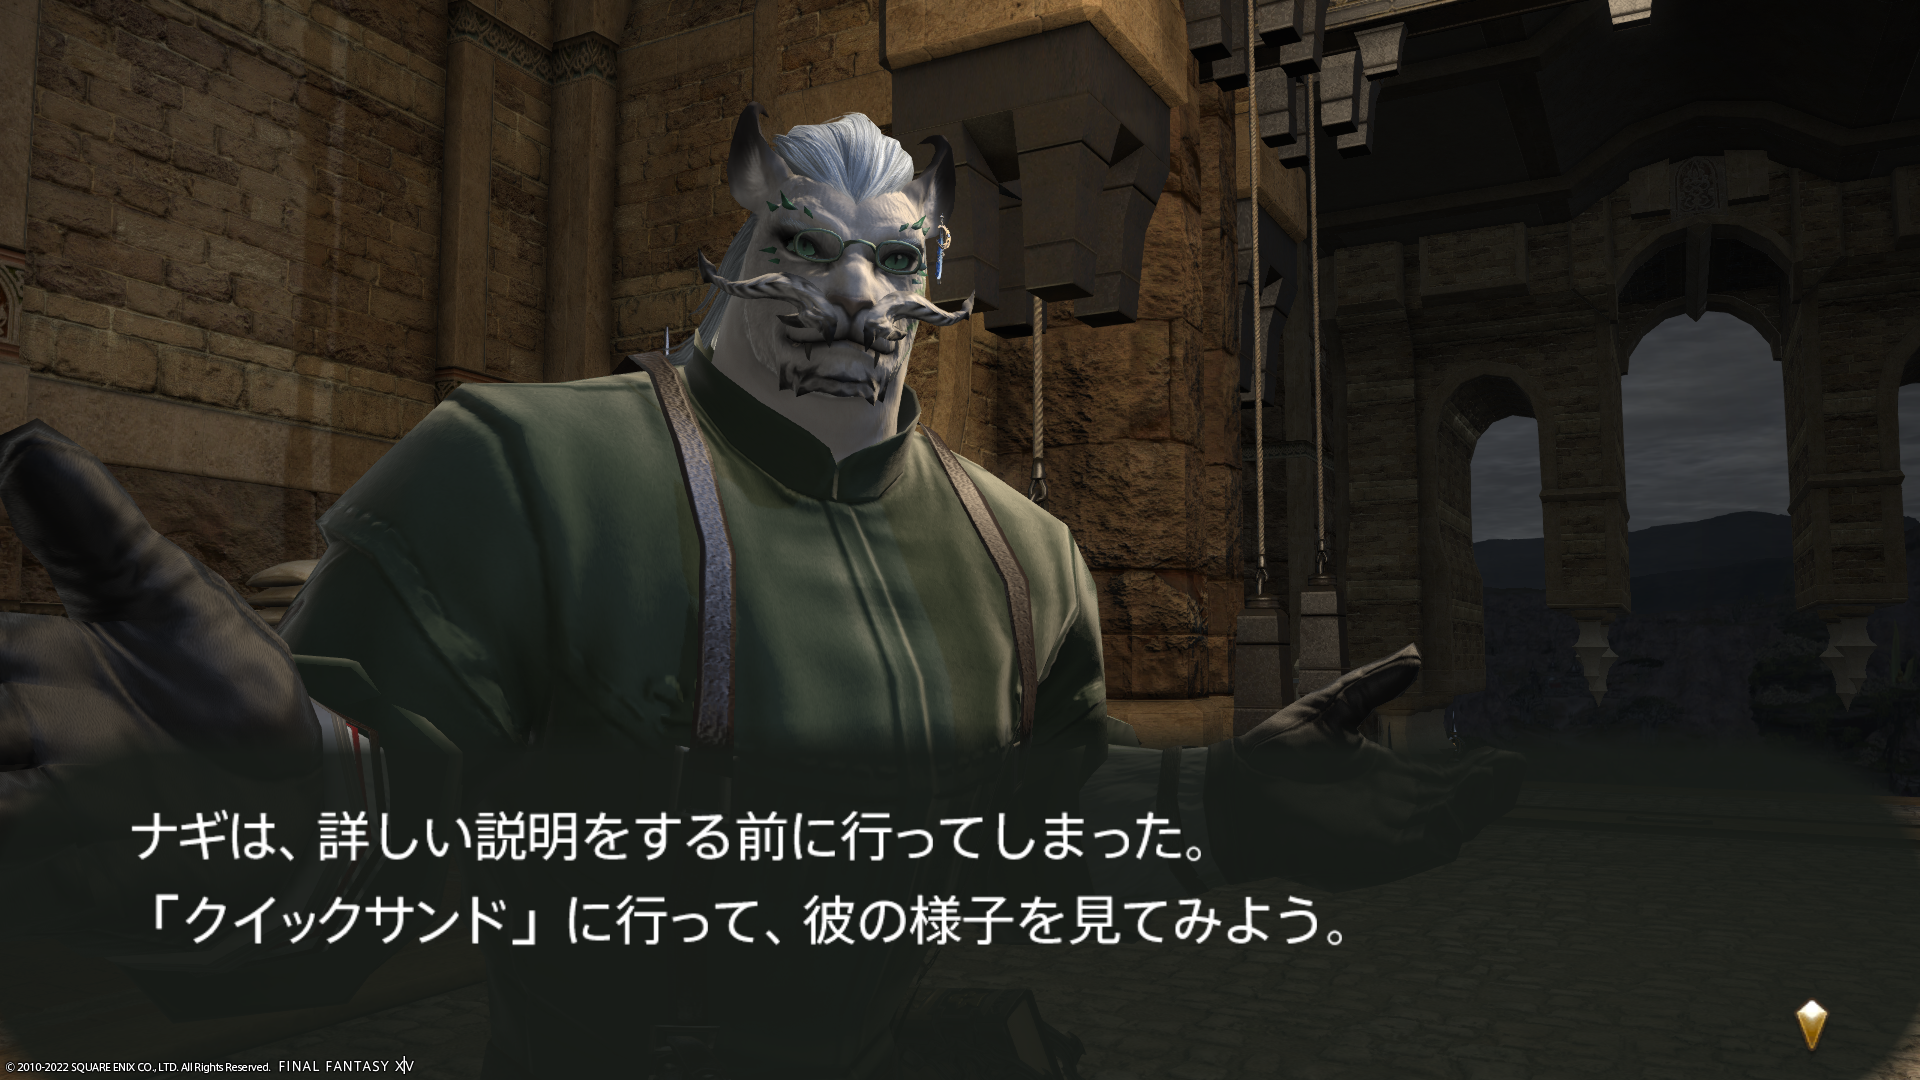 ナギは、詳しい説明をする前に行ってしまった。
「クイックサンド」に行って、彼の様子を見てみよう。
© 2010-2022 SQUARE ENIX CO., LTD. All Rights Reserved. FINAL FANTASY XIV